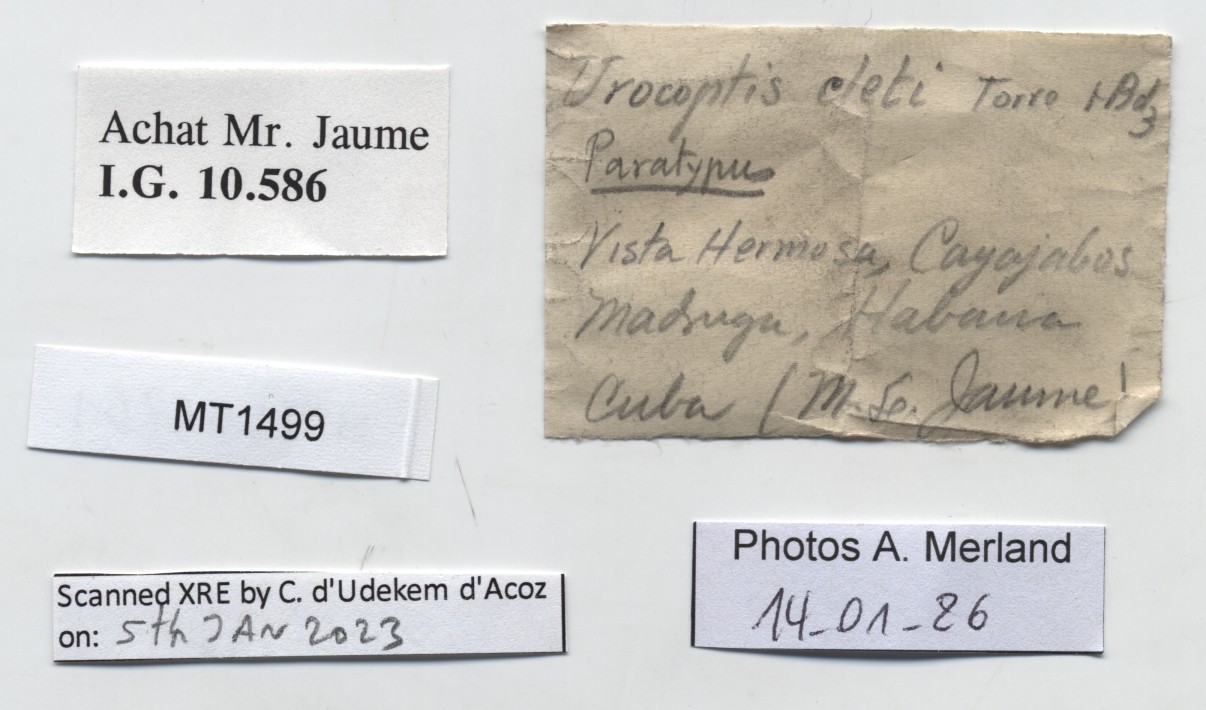 Achat Mr. Jaume
I.G. 10.586
Urocoptis cleti Torre + Bd
3
Paratypus
Vista Hermosa, Cayajabos
Madruga, Habana
Cuba (M. Jaume!
MT1499
Scanned XRE by C. d'Udekem d'Acoz
on: 5th JAN 2023
Photos A. Merland
14-01-26